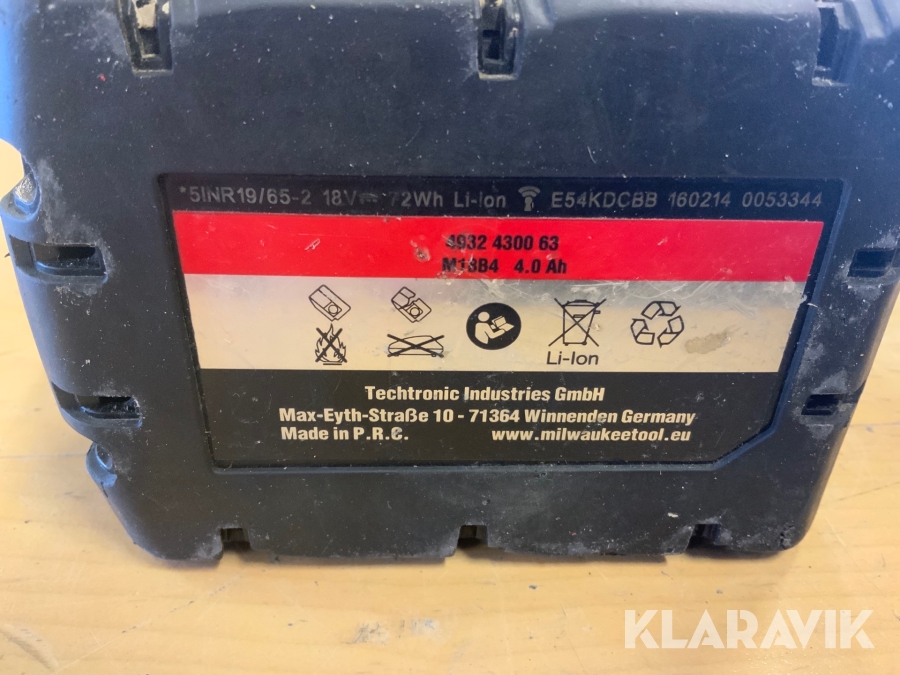 *5INR19/65-2 18V⎓ 72Wh Li-Ion E54KDCBB 160214 0053344
4932 4300 63
M18B4 4.0 Ah
Li-Ion
Techtronic Industries GmbH
Max-Eyth-Straße 10 - 71364 Winnenden Germany
Made in P.R.C. www.milwaukeetool.eu
KLARAVIK